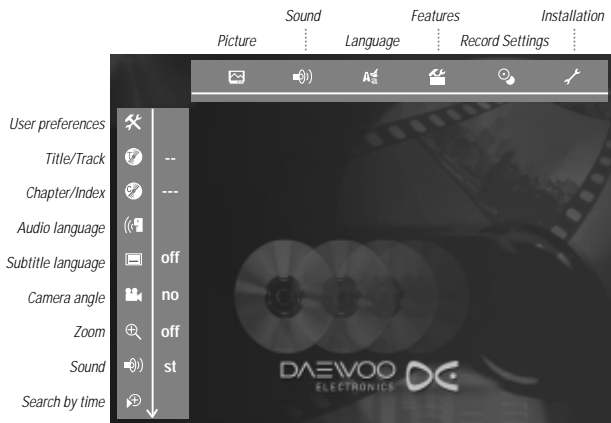 Sound Features Installation
Picture Language Record Settings
User preferences
Title/Track --
Chapter/Index ---
Audio language
Subtitle language off
Camera angle no
Zoom off
Sound st
Search by time
DAEWOO
ELECTRONICS